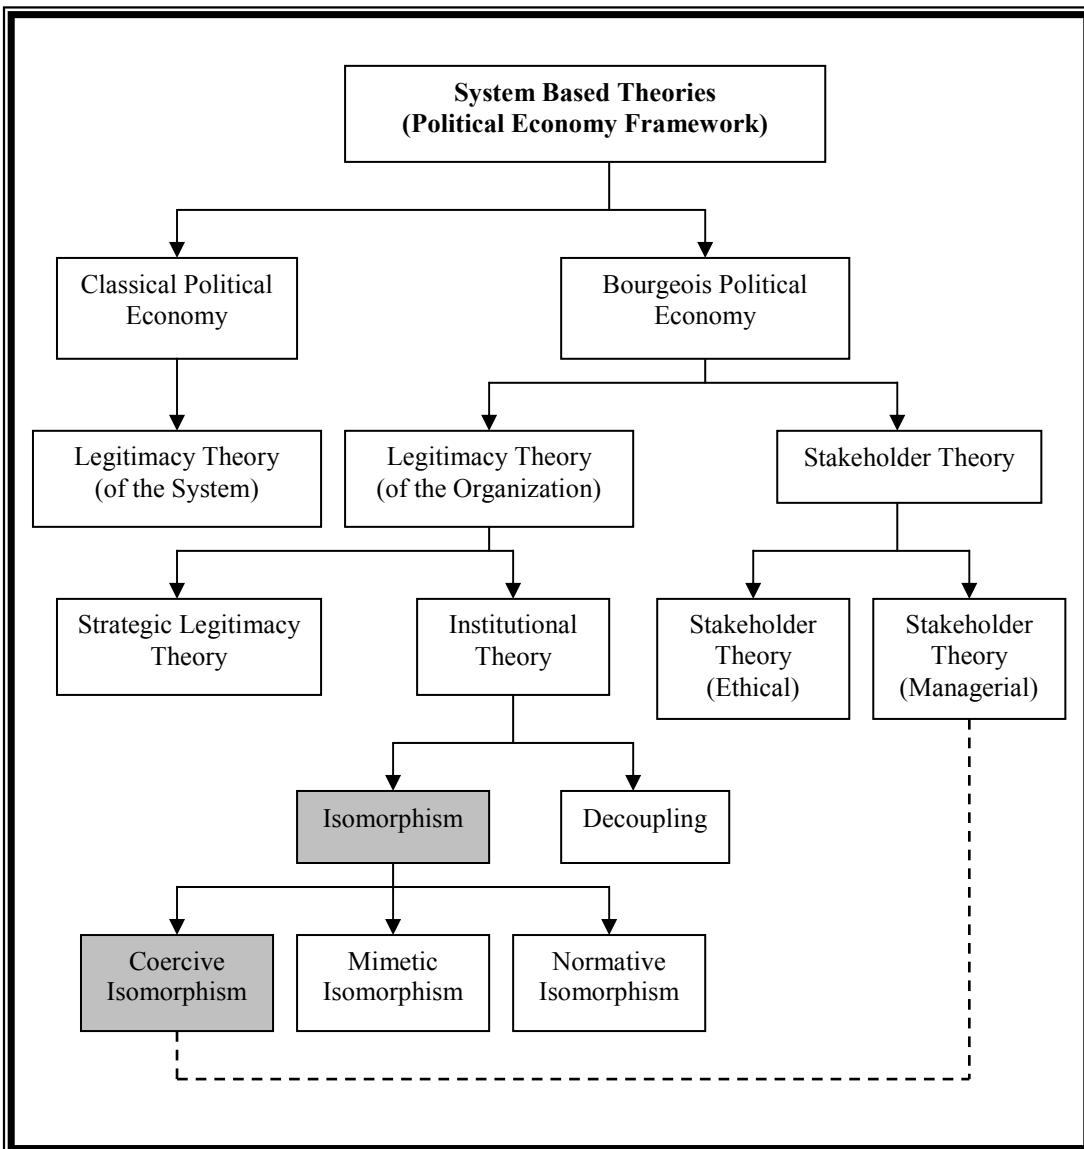 System Based Theories
(Political Economy Framework)
Classical Political
Economy
Bourgeois Political
Economy
Legitimacy Theory
(of the System)
Legitimacy Theory
(of the Organization)
Stakeholder Theory
Strategic Legitimacy
Theory
Institutional
Theory
Stakeholder
Theory
(Ethical)
Stakeholder
Theory
(Managerial)
Isomorphism
Decoupling
Coercive
Isomorphism
Mimetic
Isomorphism
Normative
Isomorphism